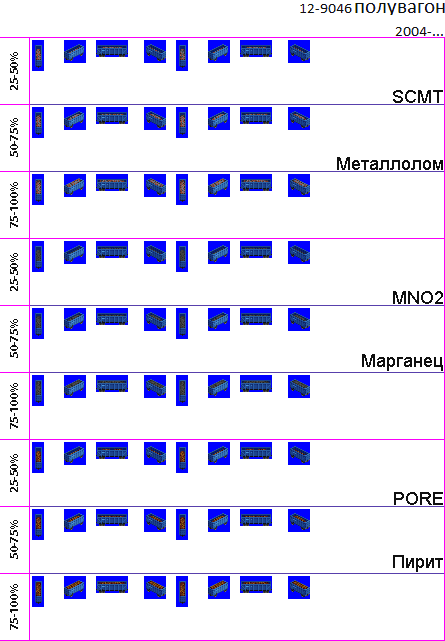 12-9046 полувагон
2004-...
25-50%
SCMT
50-75%
Металлолом
75-100%
25-50%
MNO2
50-75%
Марганец
75-100%
25-50%
PORE
50-75%
Пирит
75-100%